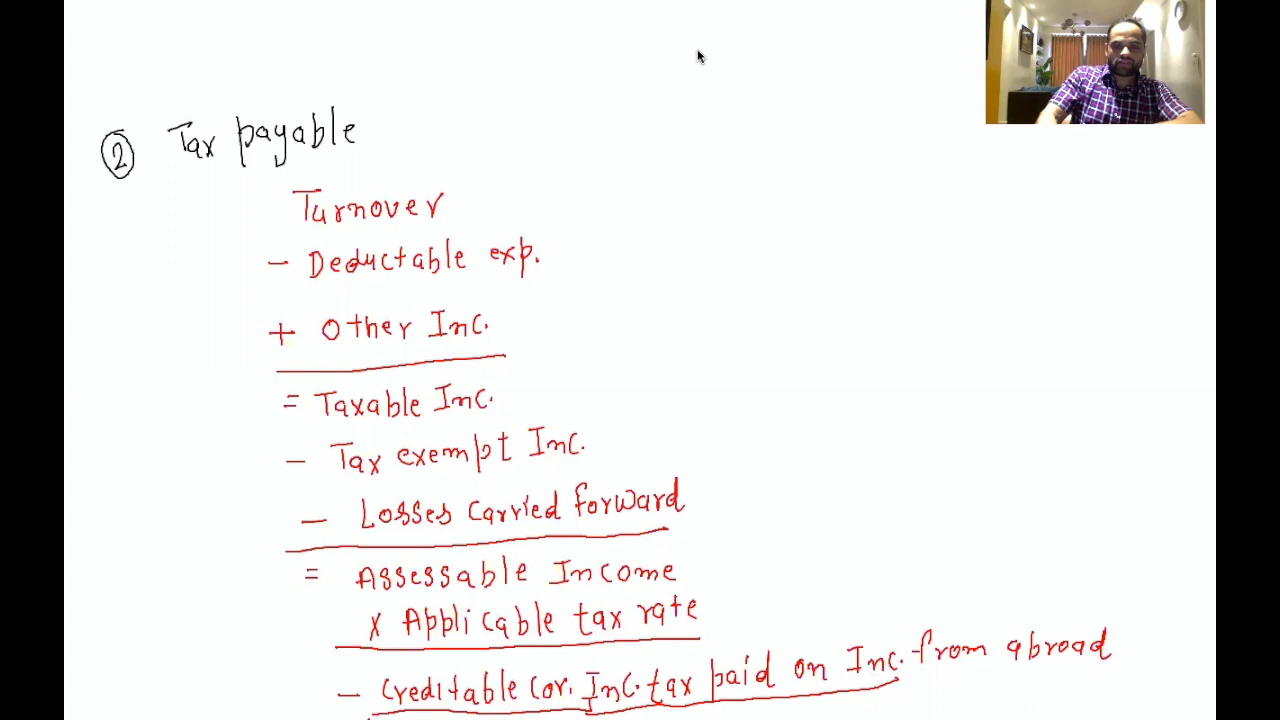 ② Tax payable
Turnover
- Deductable exp.
+ Other Inc.
= Taxable Inc.
- Tax exempt Inc.
- Losses carried forward
= Assessable Income
x Applicable tax rate
- Creditable cor. Inc. tax paid on Inc. from abroad